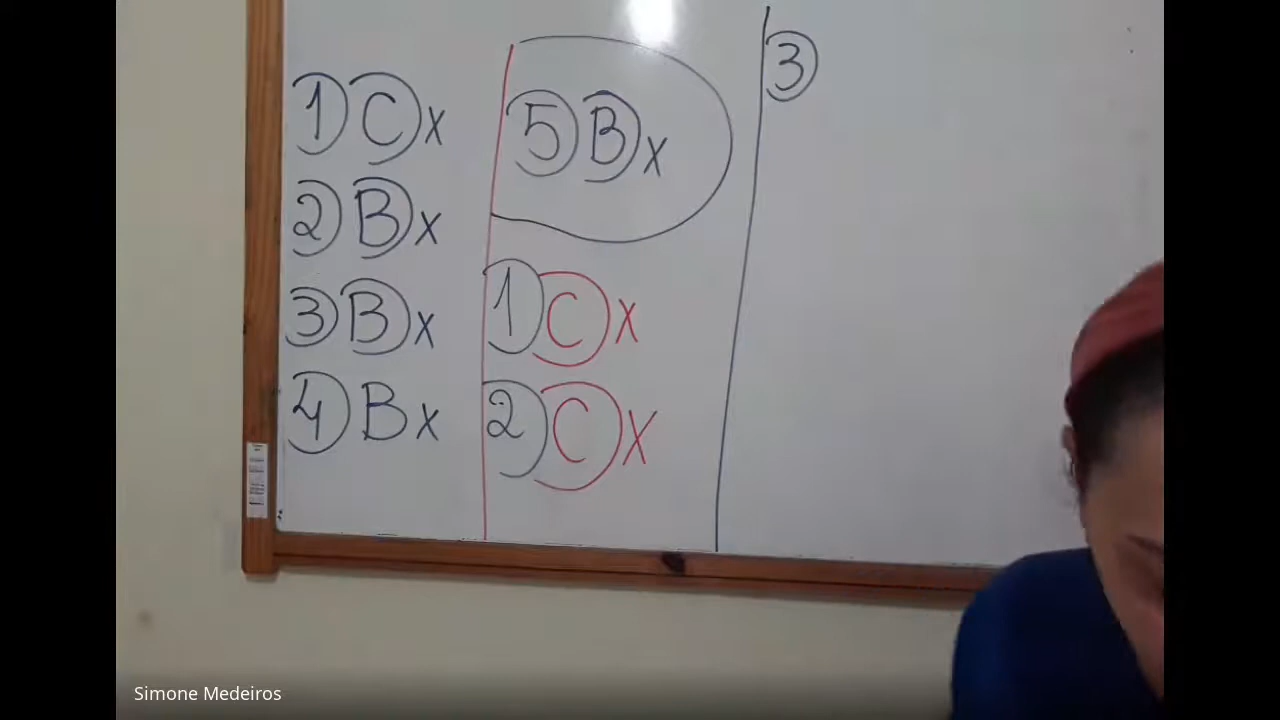 1 C x
2 B x
3 B x
4 B x
5 B x
1 C x
2 C x
3
Simone Medeiros